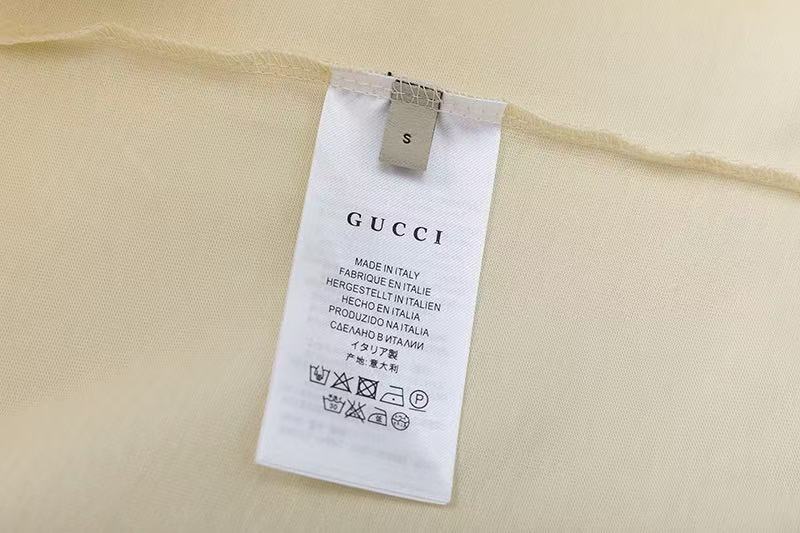 S
GUCCI
MADE IN ITALY
FABRIQUE EN ITALIE
HERGESTELLT IN ITALIEN
HECHO EN ITALIA
PRODUZIDO NA ITALIA
СДЕЛАНО В ИТАЛИИ
イタリア製
产地:意大利
P
30